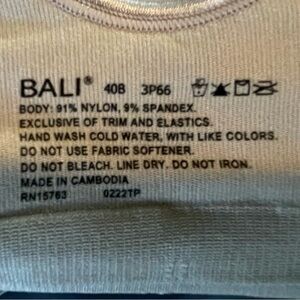 BALI® 40B 3P66
BODY: 91% NYLON, 9% SPANDEX.
EXCLUSIVE OF TRIM AND ELASTICS.
HAND WASH COLD WATER, WITH LIKE COLORS.
DO NOT USE FABRIC SOFTENER.
DO NOT BLEACH. LINE DRY. DO NOT IRON.
MADE IN CAMBODIA
RN15763 0222TP